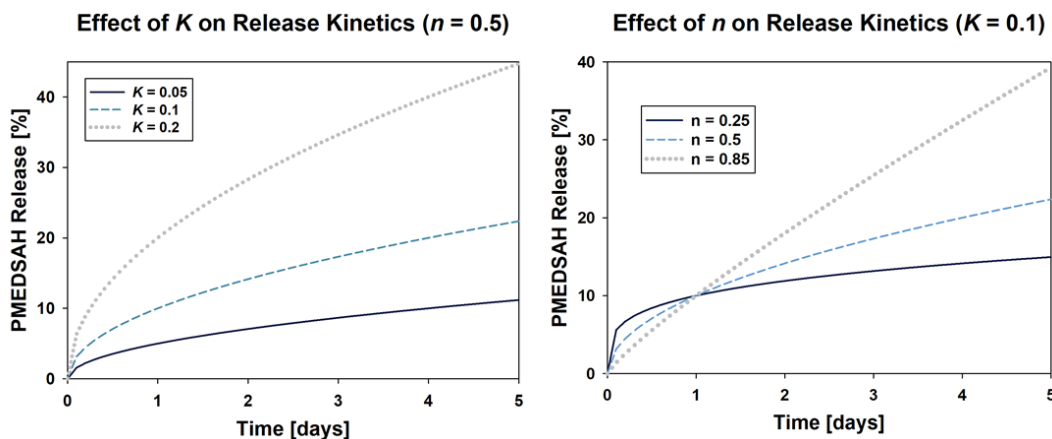 Effect of K on Release Kinetics (n = 0.5)
K = 0.05
K = 0.1
K = 0.2
PMEDSAH Release [%]
40
30
20
10
0
0 1 2 3 4 5
Time [days]
Effect of n on Release Kinetics (K = 0.1)
n = 0.25
n = 0.5
n = 0.85
PMEDSAH Release [%]
40
30
20
10
0
0 1 2 3 4 5
Time [days]